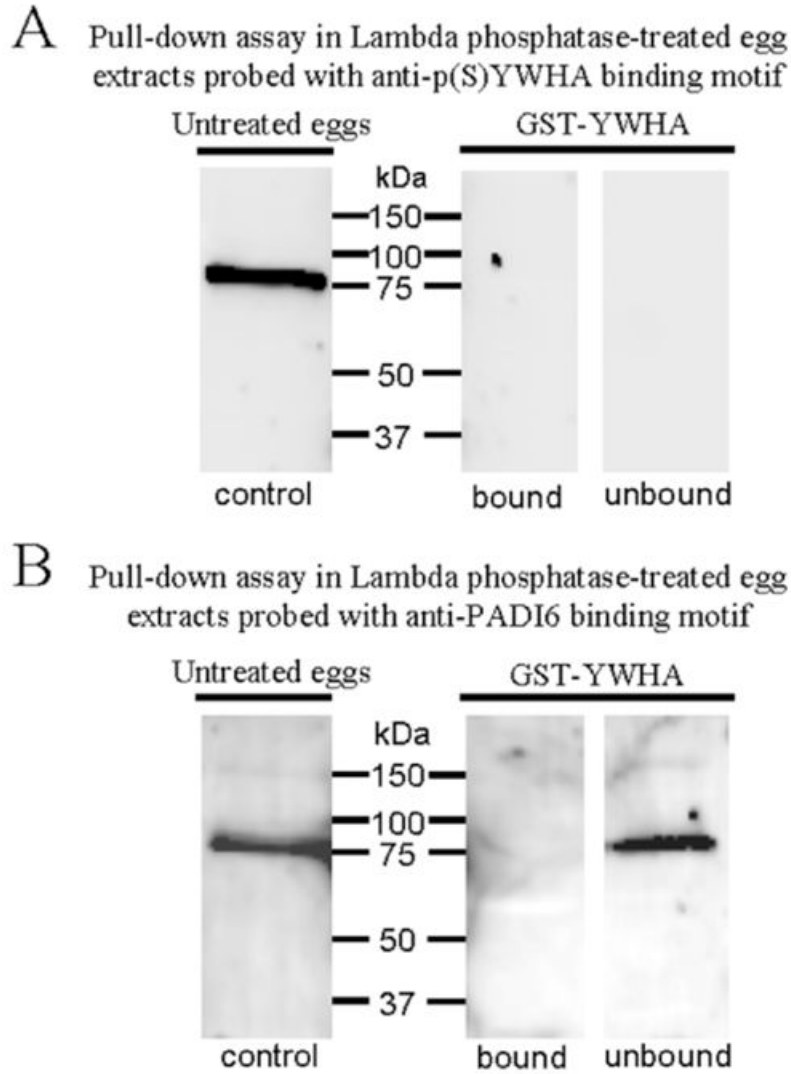 A
Pull-down assay in Lambda phosphatase-treated egg
extracts probed with anti-p(S)YWHA binding motif
Untreated eggs
GST-YWHA
kDa
150
100
75
50
37
control
bound
unbound
B
Pull-down assay in Lambda phosphatase-treated egg
extracts probed with anti-PADI6 binding motif
Untreated eggs
GST-YWHA
kDa
150
100
75
50
37
control
bound
unbound